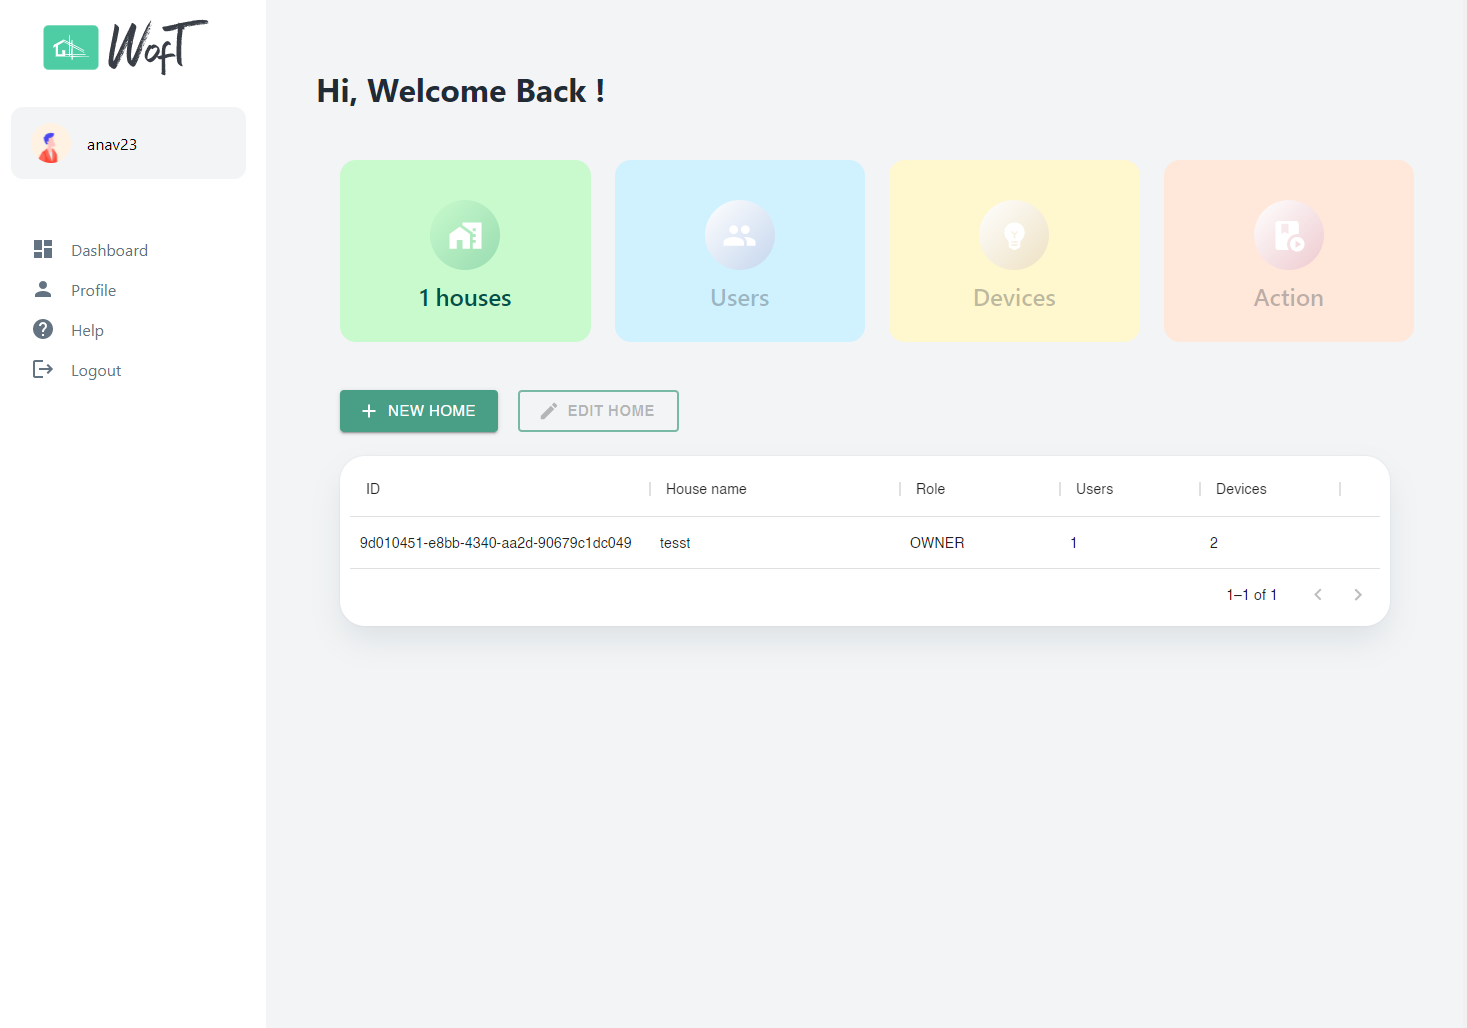 WofT
anav23
Dashboard
Profile
Help
Logout
Hi, Welcome Back !
1 houses
Users
Devices
Action
NEW HOME
EDIT HOME
ID House name Role Users Devices
9d010451-e8bb-4340-aa2d-90679c1dc049 tesst OWNER 1 2
1–1 of 1